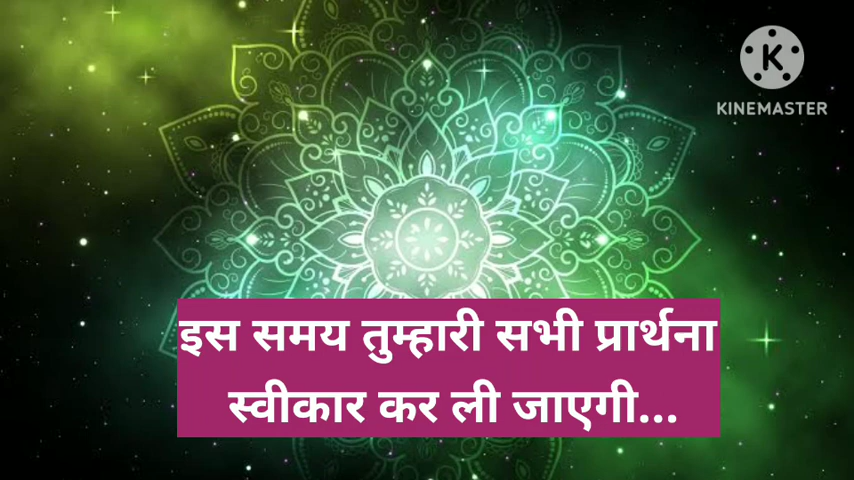 KINEMASTER
इस समय तुम्हारी सभी प्रार्थना
स्वीकार कर ली जाएगी...